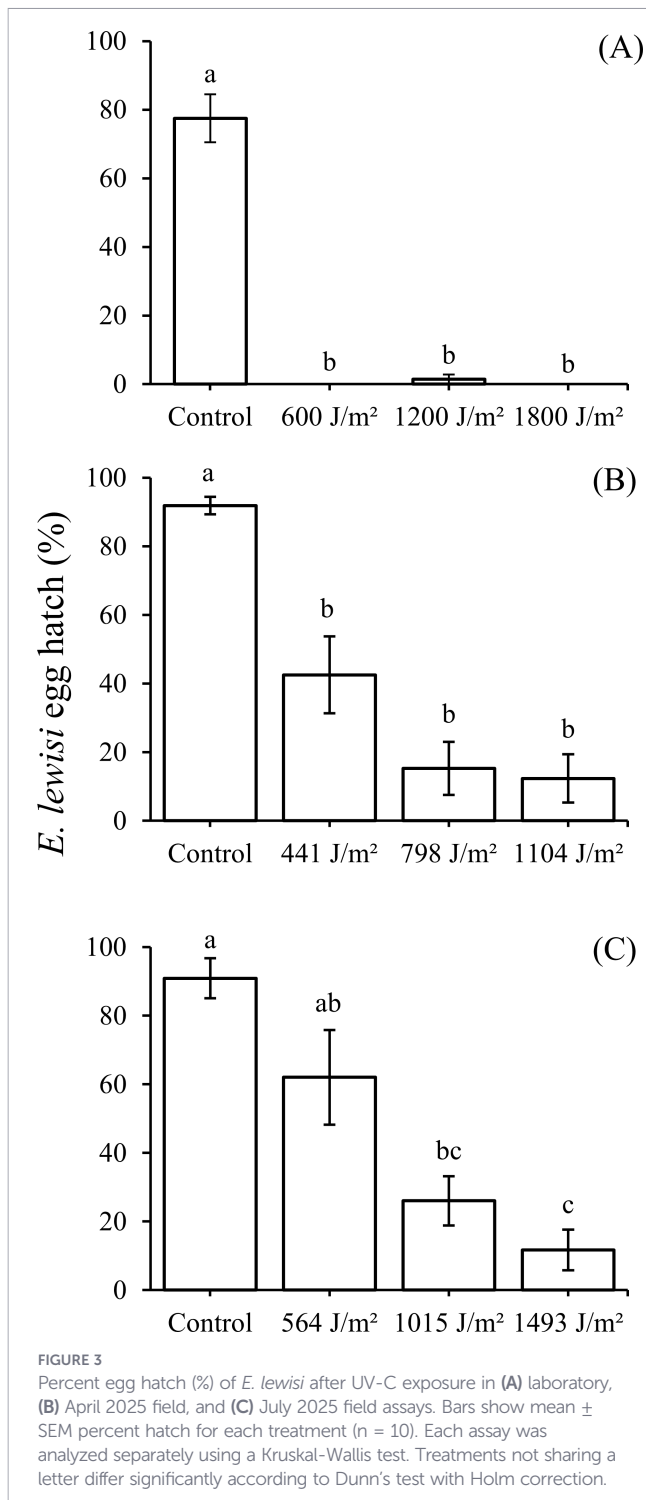 100
(A)
a
80
60
40
20
b
b
b
0
Control
600 J/m²
1200 J/m²
1800 J/m²
E. lewisi egg hatch (%)
100
(B)
a
80
60
b
40
b
b
20
0
Control
441 J/m²
798 J/m²
1104 J/m²
100
(C)
a
ab
80
60
bc
40
c
20
0
Control
564 J/m²
1015 J/m²
1493 J/m²
FIGURE 3
Percent egg hatch (%) of E. lewisi after UV-C exposure in (A) laboratory,
(B) April 2025 field, and (C) July 2025 field assays. Bars show mean ±
SEM percent hatch for each treatment (n = 10). Each assay was
analyzed separately using a Kruskal-Wallis test. Treatments not sharing a
letter differ significantly according to Dunn's test with Holm correction.